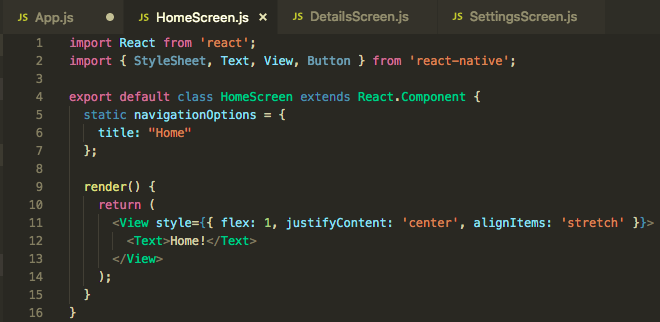 JS App.js JS HomeScreen.js × JS DetailsScreen.js JS SettingsScreen.js
1 import React from 'react';
2 import { StyleSheet, Text, View, Button } from 'react-native';
3
4 export default class HomeScreen extends React.Component {
5   static navigationOptions = {
6     title: "Home"
7   };
8
9   render() {
10     return (
11       <View style={{ flex: 1, justifyContent: 'center', alignItems: 'stretch' }}>
12         <Text>Home!</Text>
13       </View>
14     );
15   }
16 }